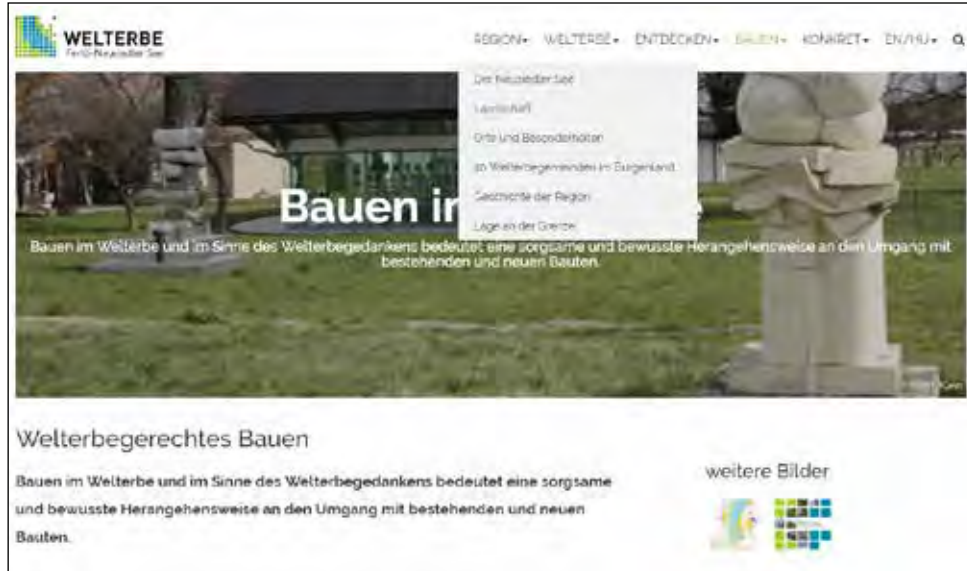 WELTERBE
Fertő-Neusiedler See
REGION WELTERBE ENTDECKEN BAUEN KONKRET EN/HU
Der Neusiedler See
Landschaft
Orte und Besonderheiten
20 Welterbegemeinden im Burgenland
Geschichte der Region
Lage an der Grenze
Bauen
Bauen im Welterbe und im Sinne des Welterbegedankens bedeutet eine sorgsame und bewusste Herangehensweise an den Umgang mit
bestehenden und neuen Bauten.
Welterbegerechtes Bauen
Bauen im Welterbe und im Sinne des Welterbegedankens bedeutet eine sorgsame
und bewusste Herangehensweise an den Umgang mit bestehenden und neuen
Bauten.
weitere Bilder